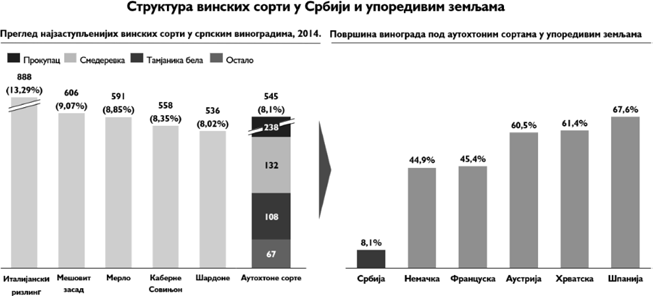 Структура винских сорти у Србији и упоредивим земљама
Преглед најзаступљенијих винских сорти у српским виноградима, 2014.
Прокупац
Смедеревка
Тамјаника бела
Остало
888
(13,29%)
606
(9,07%)
591
(8,85%)
558
(8,35%)
536
(8,02%)
545
(8,1%)
238
132
108
67
Италијански
ризлинг
Мешовит
засад
Мерло
Каберне
Совињон
Шардоне
Аутохтоне сорте
Површина винограда под аутохтоним сортама у упоредивим земљама
8,1%
44,9%
45,4%
60,5%
61,4%
67,6%
Србија
Немачка
Француска
Аустрија
Хрватска
Шпанија